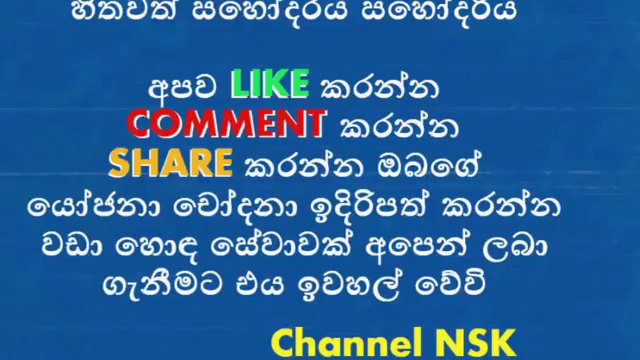 හිතවත් සහෝදරය සහෝදරිය
අපව LIKE කරන්න
COMMENT කරන්න
SHARE කරන්න ඔබගේ
යෝජනා චෝදනා ඉදිරිපත් කරන්න
වඩා හොඳ සේවාවක් අපෙන් ලබා
ගැනීමට එය ඉවහල් වේවි
Channel NSK